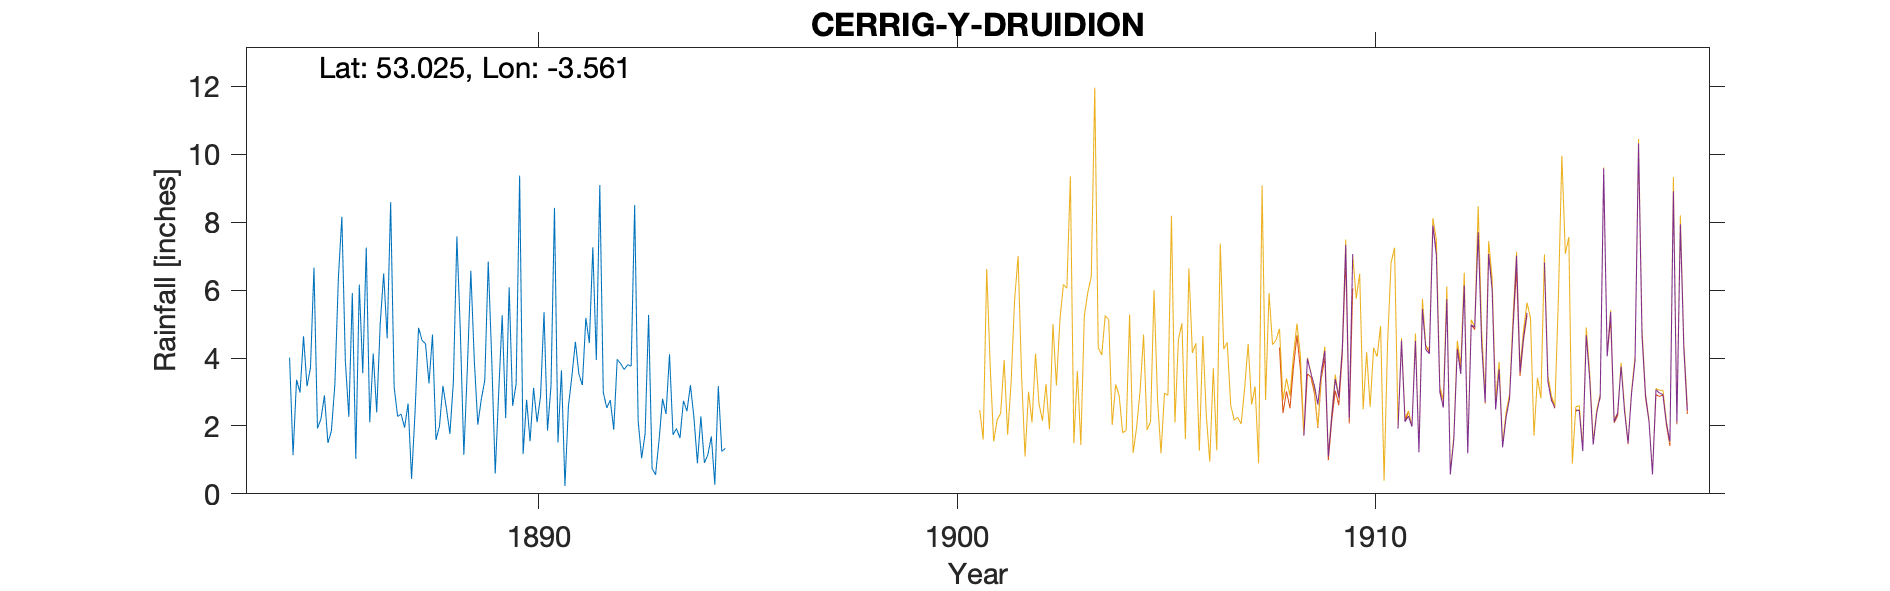 CERRIG-Y-DRUIDION
Lat: 53.025, Lon: -3.561
12
10
8
6
4
2
0
Rainfall [inches]
1890 1900 1910
Year